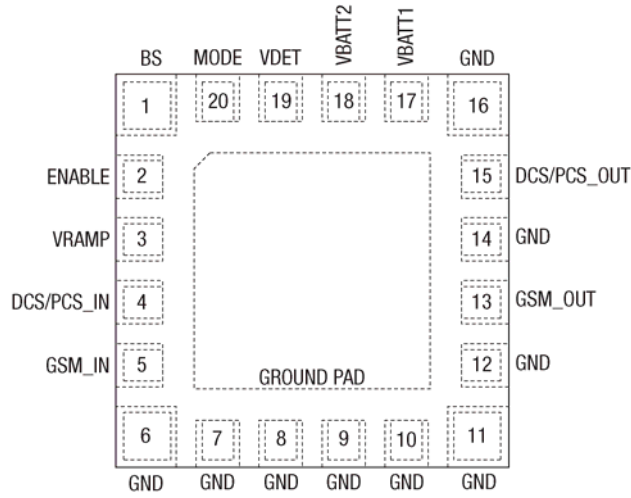 VBATT2
VBATT1
BS MODE VDET GND
1 20 19 18 17 16
ENABLE 2 15 DCS/PCS_OUT
VRAMP 3 14 GND
DCS/PCS_IN 4 13 GSM_OUT
GSM_IN 5 12 GND
GROUND PAD
6 7 8 9 10 11
GND GND GND GND GND GND